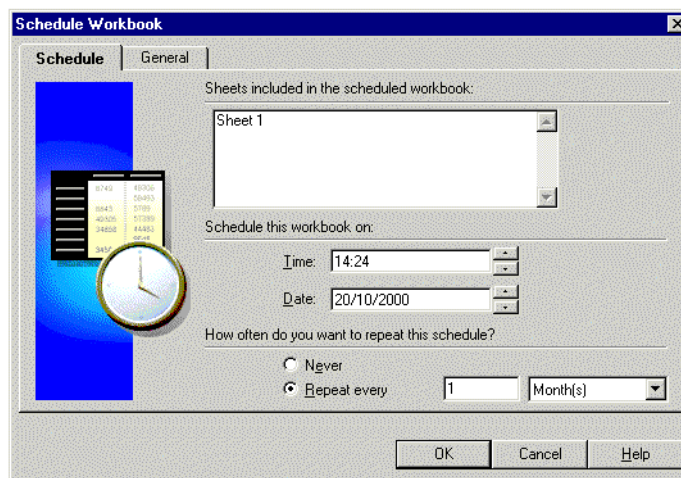 Schedule Workbook
Schedule General
Sheets included in the scheduled workbook:
Sheet 1
Schedule this workbook on:
Time: 14:24
Date: 20/10/2000
How often do you want to repeat this schedule?
Never
Repeat every 1 Month(s)
OK Cancel Help